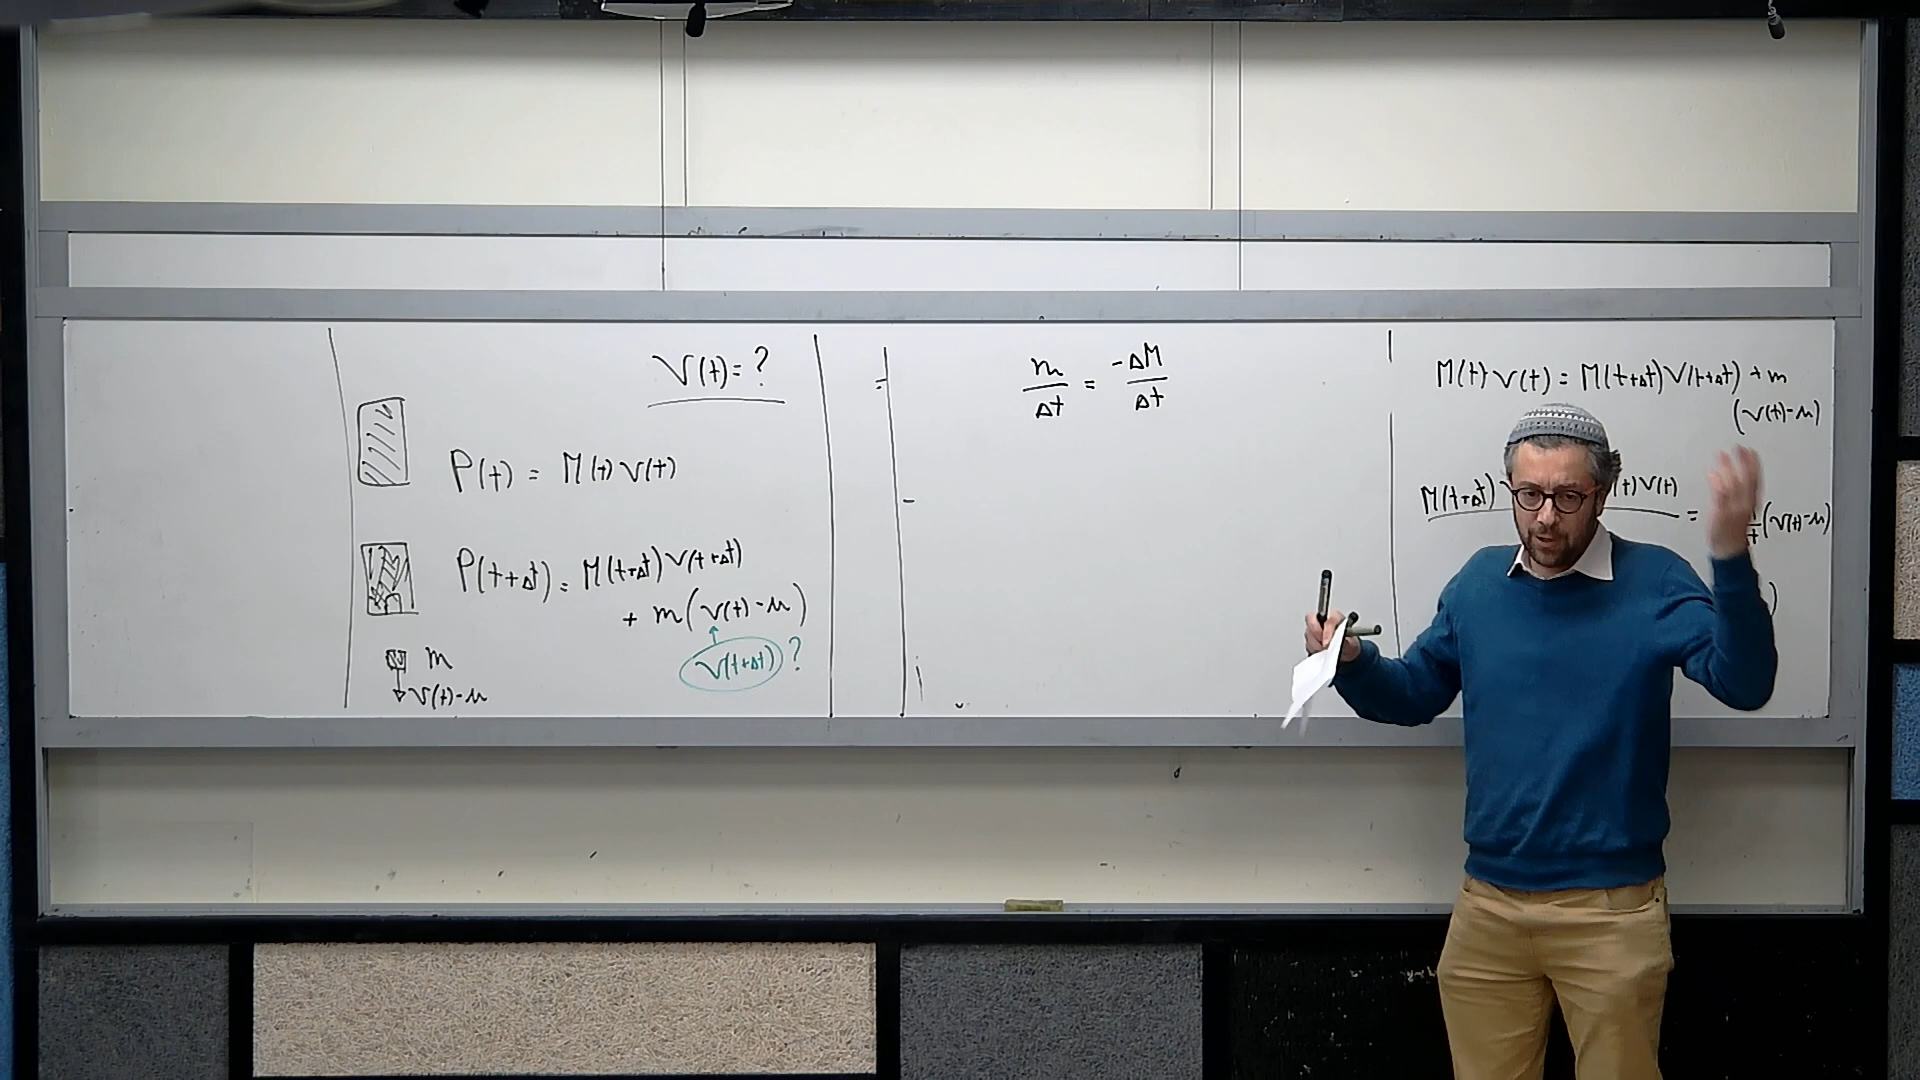 V(t) = ?
P(t) = M(t) V(t)
P(t+Δt) = M(t+Δt) V(t+Δt)
+ m(V(t)-u)
V(t+Δt) ?
m
V(t)-u
=
m/Δt = -ΔM/Δt
M(t) V(t) = M(t+Δt) V(t+Δt) + m
(V(t)-u)
M(t+Δt) (t)V(t) = (V(t)-u)
)